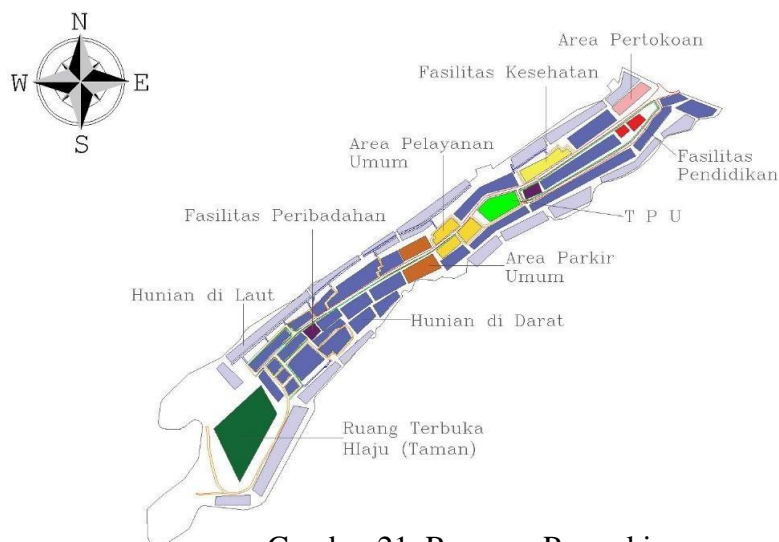 N
W E
S
Area Pertokoan
Fasilitas Kesehatan
Area Pelayanan
Umum
Fasilitas
Pendidikan
Fasilitas Peribadahan
T P U
Area Parkir
Umum
Hunian di Laut
Hunian di Darat
Ruang Terbuka
HIaju (Taman)